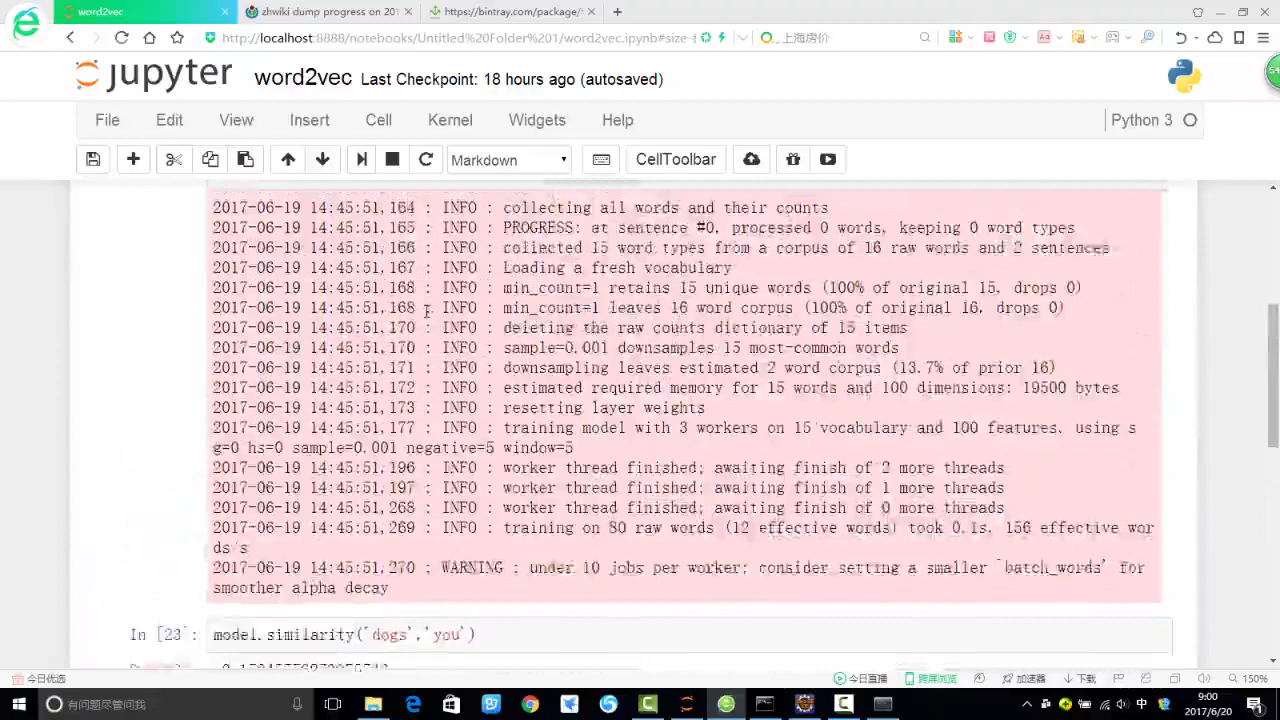 word2vec
zhwiki dump progress on 201
https://bintray.com/package/
http://localhost:8888/notebooks/Untitled%20Folder%201/word2vec.ipynb#size-
上海房价
jupyter word2vec Last Checkpoint: 18 hours ago (autosaved)
File Edit View Insert Cell Kernel Widgets Help Python 3
Markdown CellToolbar
2017-06-19 14:45:51,164 : INFO : collecting all words and their counts
2017-06-19 14:45:51,165 : INFO : PROGRESS: at sentence #0, processed 0 words, keeping 0 word types
2017-06-19 14:45:51,166 : INFO : collected 15 word types from a corpus of 16 raw words and 2 sentences
2017-06-19 14:45:51,167 : INFO : Loading a fresh vocabulary
2017-06-19 14:45:51,168 : INFO : min_count=1 retains 15 unique words (100% of original 15, drops 0)
2017-06-19 14:45:51,168 : INFO : min_count=1 leaves 16 word corpus (100% of original 16, drops 0)
2017-06-19 14:45:51,170 : INFO : deleting the raw counts dictionary of 15 items
2017-06-19 14:45:51,170 : INFO : sample=0.001 downsamples 15 most-common words
2017-06-19 14:45:51,171 : INFO : downsampling leaves estimated 2 word corpus (13.7% of prior 16)
2017-06-19 14:45:51,172 : INFO : estimated required memory for 15 words and 100 dimensions: 19500 bytes
2017-06-19 14:45:51,173 : INFO : resetting layer weights
2017-06-19 14:45:51,177 : INFO : training model with 3 workers on 15 vocabulary and 100 features, using s
g=0 hs=0 sample=0.001 negative=5 window=5
2017-06-19 14:45:51,196 : INFO : worker thread finished; awaiting finish of 2 more threads
2017-06-19 14:45:51,197 : INFO : worker thread finished; awaiting finish of 1 more threads
2017-06-19 14:45:51,268 : INFO : worker thread finished; awaiting finish of 0 more threads
2017-06-19 14:45:51,269 : INFO : training on 80 raw words (12 effective words) took 0.1s, 156 effective wor
ds/s
2017-06-19 14:45:51,270 : WARNING : under 10 jobs per worker; consider setting a smaller `batch_words' for
smoother alpha decay
In [23]: model.similarity('dogs','you')
今日优选 今日直播 跨屏浏览 加速器 下载 150%
有问题尽管问我
9:00
2017/6/20